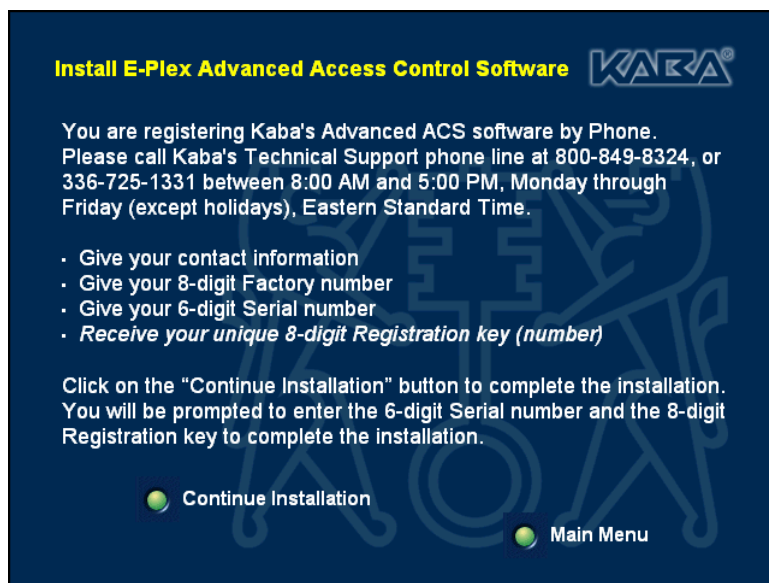 Install E-Plex Advanced Access Control Software KABA®
You are registering Kaba's Advanced ACS software by Phone.
Please call Kaba's Technical Support phone line at 800-849-8324, or
336-725-1331 between 8:00 AM and 5:00 PM, Monday through
Friday (except holidays), Eastern Standard Time.
· Give your contact information
· Give your 8-digit Factory number
· Give your 6-digit Serial number
· Receive your unique 8-digit Registration key (number)
Click on the “Continue Installation” button to complete the installation.
You will be prompted to enter the 6-digit Serial number and the 8-digit
Registration key to complete the installation.
Continue Installation
Main Menu